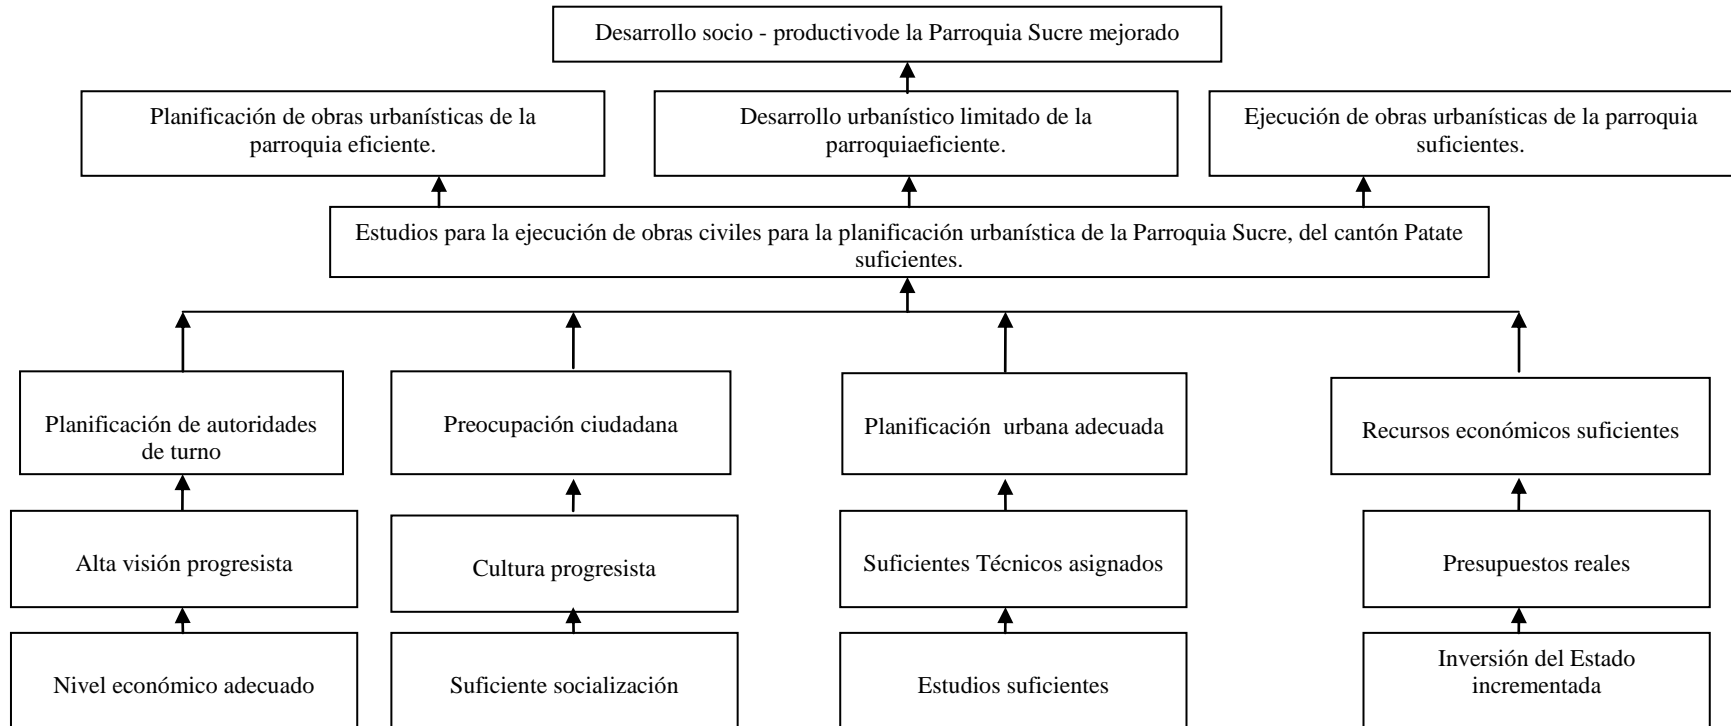 Desarrollo socio - productivode la Parroquia Sucre mejorado
Planificación de obras urbanísticas de la
parroquia eficiente.
Desarrollo urbanístico limitado de la
parroquiaeficiente.
Ejecución de obras urbanísticas de la parroquia
suficientes.
Estudios para la ejecución de obras civiles para la planificación urbanística de la Parroquia Sucre, del cantón Patate
suficientes.
Planificación de autoridades
de turno
Preocupación ciudadana
Planificación urbana adecuada
Recursos económicos suficientes
Alta visión progresista
Cultura progresista
Suficientes Técnicos asignados
Presupuestos reales
Nivel económico adecuado
Suficiente socialización
Estudios suficientes
Inversión del Estado
incrementada